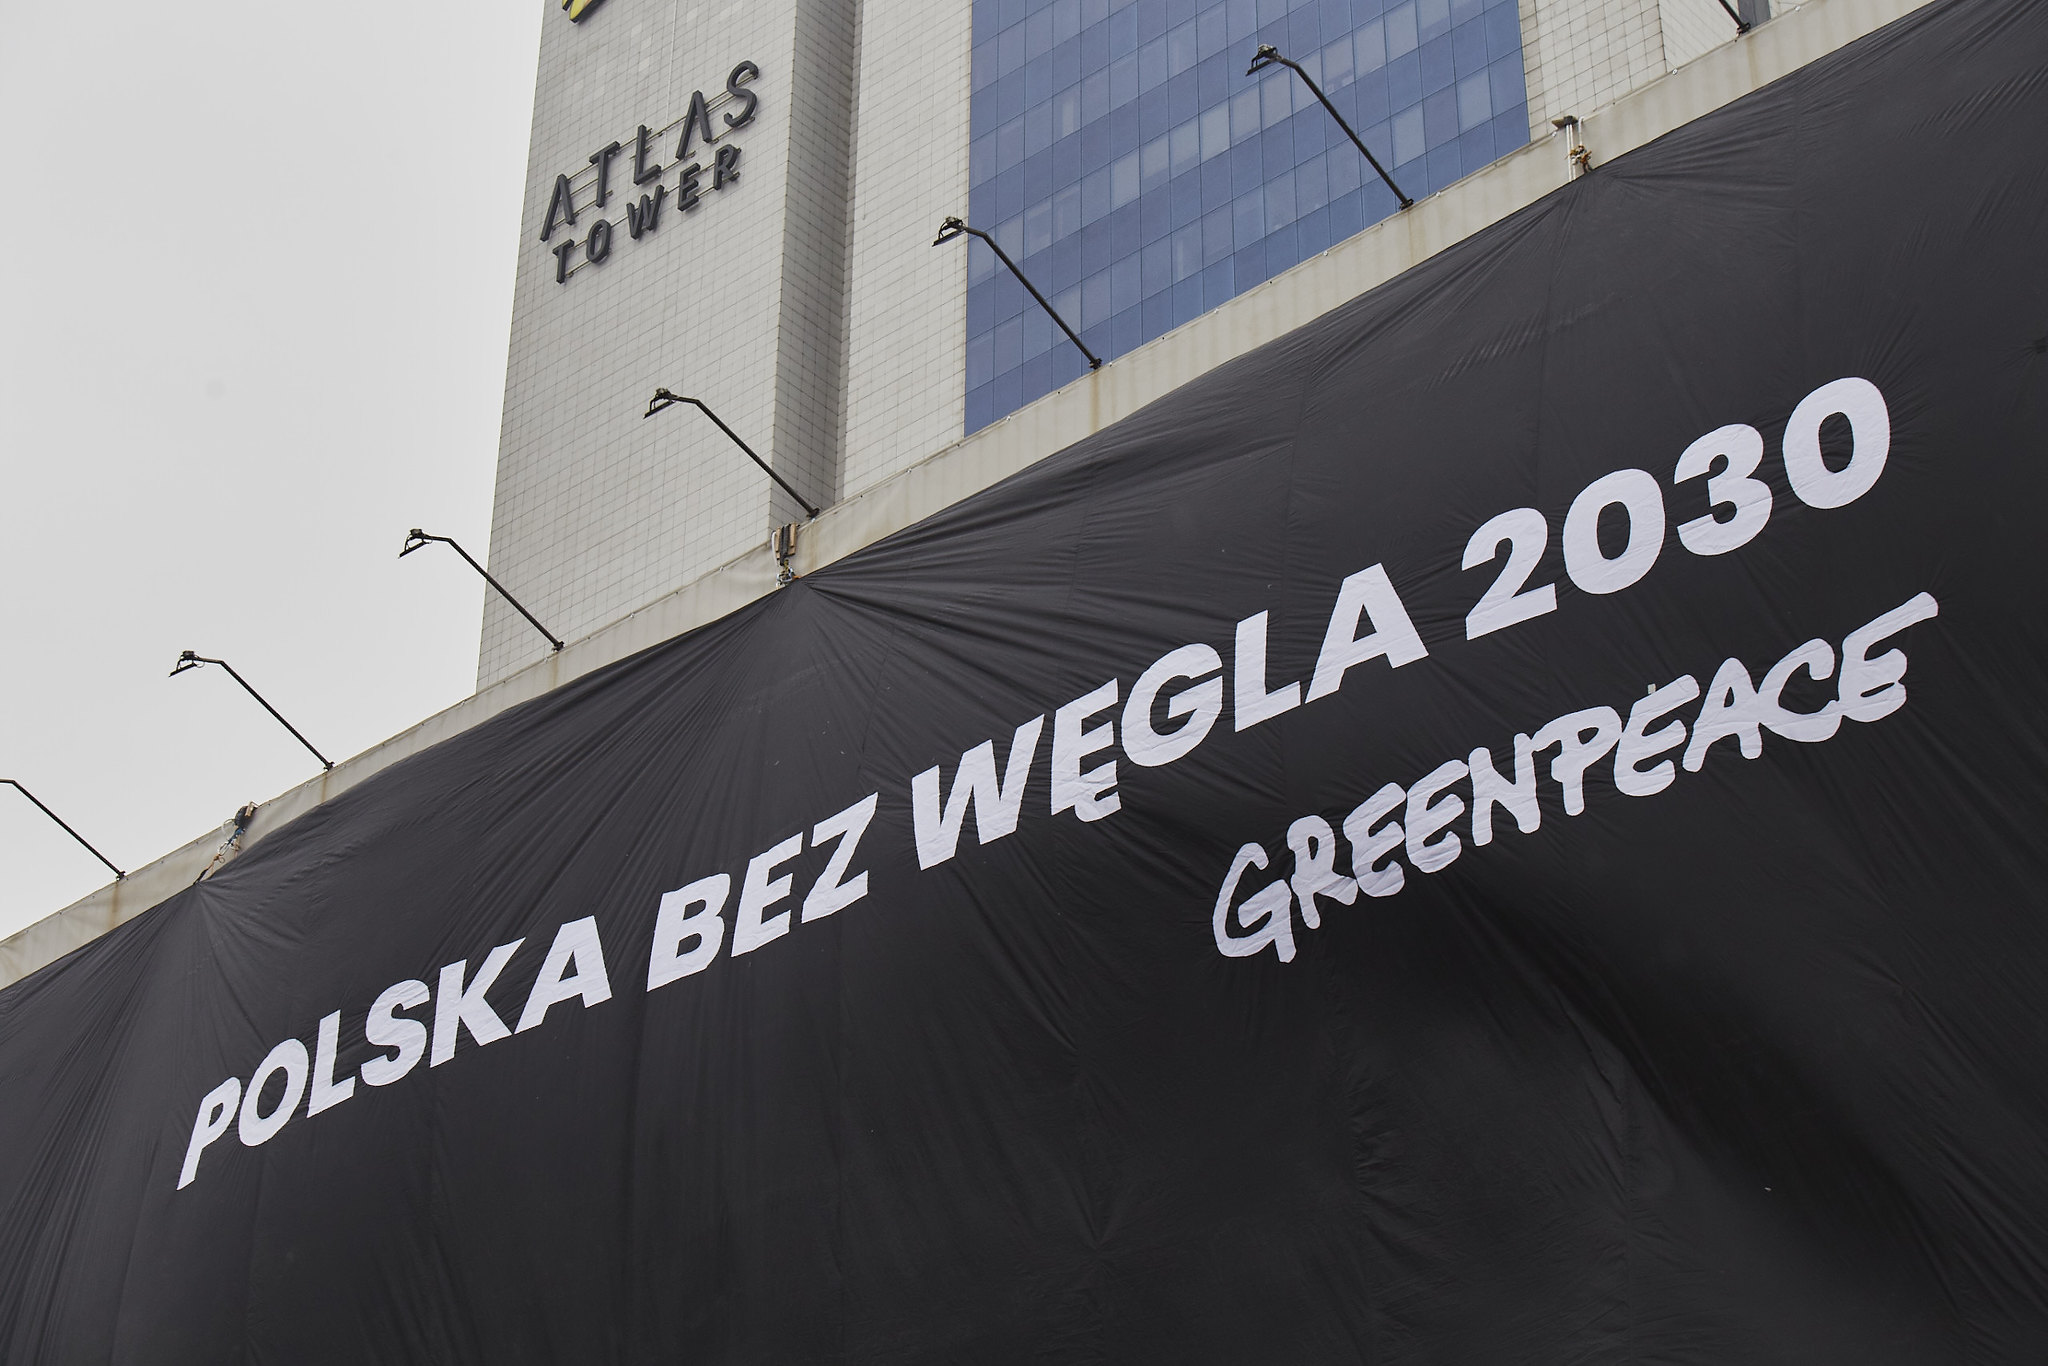 ATLAS
TOWER
POLSKA BEZ WĘGLA 2030
GREENPEACE